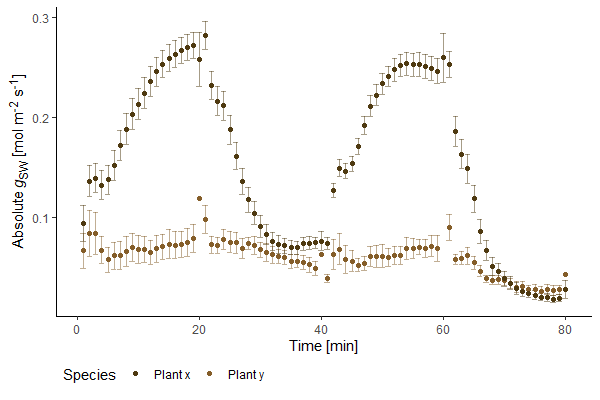 Absolute gSW [mol m-2 s-1]
0.3
0.2
0.1
0 20 40 60 80
Time [min]
Species Plant x Plant y